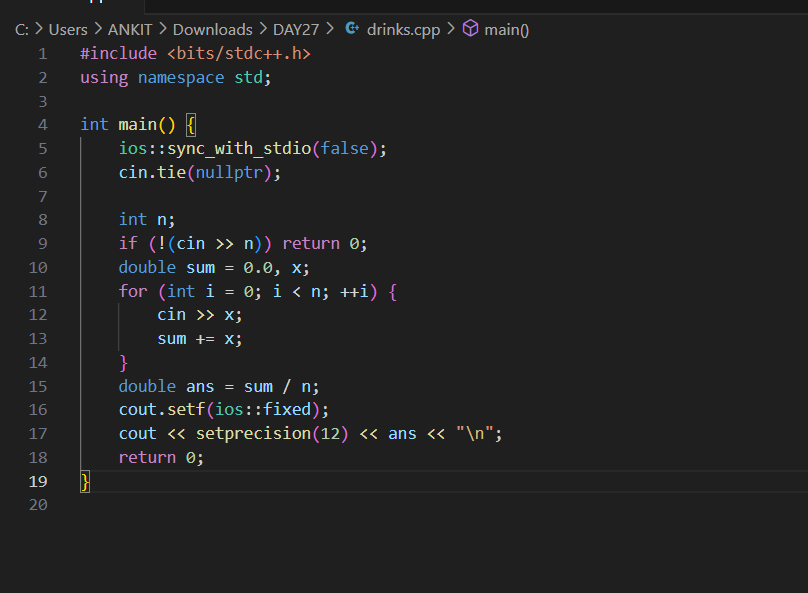 C: > Users > ANKIT > Downloads > DAY27 > drinks.cpp > main()
1 #include <bits/stdc++.h>
2 using namespace std;
3
4 int main() {
5     ios::sync_with_stdio(false);
6     cin.tie(nullptr);
7
8     int n;
9     if (!(cin >> n)) return 0;
10     double sum = 0.0, x;
11     for (int i = 0; i < n; ++i) {
12         cin >> x;
13         sum += x;
14     }
15     double ans = sum / n;
16     cout.setf(ios::fixed);
17     cout << setprecision(12) << ans << "\n";
18     return 0;
19 }
20